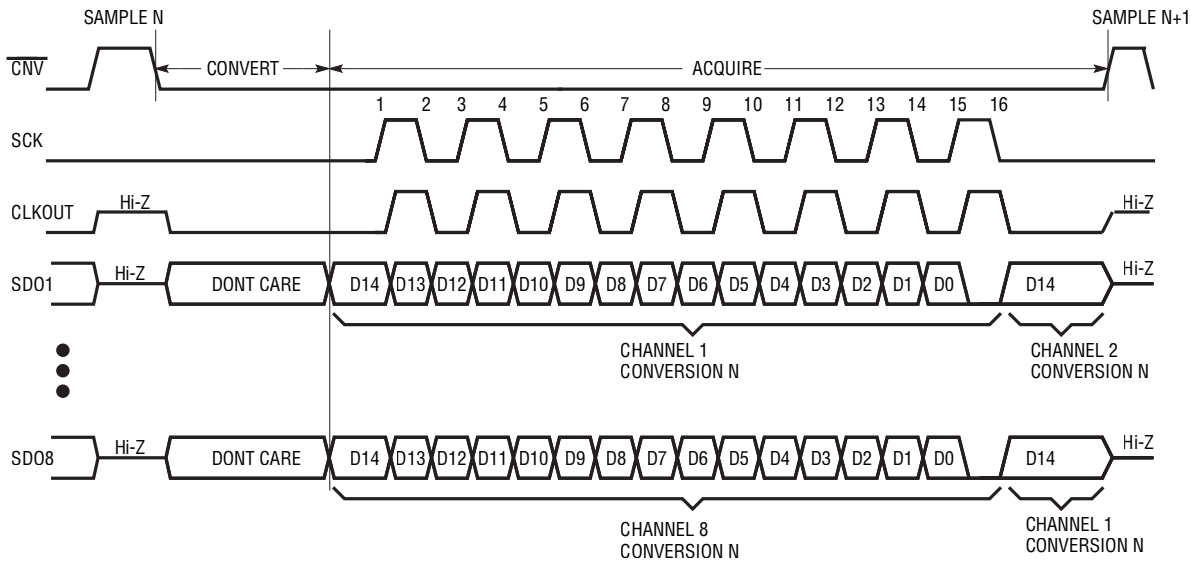 SAMPLE N SAMPLE N+1
CNV CONVERT ACQUIRE
1 2 3 4 5 6 7 8 9 10 11 12 13 14 15 16
SCK
CLKOUT Hi-Z Hi-Z
SDO1 Hi-Z DONT CARE D14 D13 D12 D11 D10 D9 D8 D7 D6 D5 D4 D3 D2 D1 D0 D14 Hi-Z
CHANNEL 1
CONVERSION N
CHANNEL 2
CONVERSION N
SDO8 Hi-Z DONT CARE D14 D13 D12 D11 D10 D9 D8 D7 D6 D5 D4 D3 D2 D1 D0 D14 Hi-Z
CHANNEL 8
CONVERSION N
CHANNEL 1
CONVERSION N